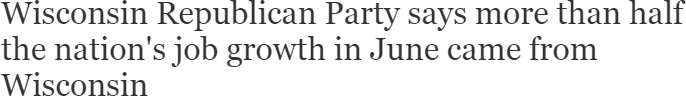 Wisconsin Republican Party says more than half
the nation's job growth in June came from
Wisconsin